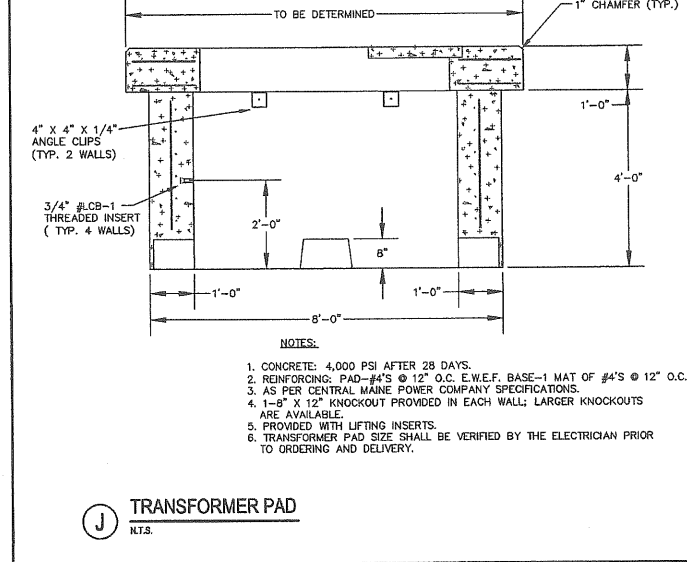 TO BE DETERMINED
1" CHAMFER (TYP.)
1'-0"
4" X 4" X 1/4"
ANGLE CLIPS
(TYP. 2 WALLS)
4'-0"
3/4" #LCB-1
THREADED INSERT
( TYP. 4 WALLS)
2'-0"
8"
1'-0"
1'-0"
8'-0"
NOTES:
1. CONCRETE: 4,000 PSI AFTER 28 DAYS.
2. REINFORCING: PAD-#4'S @ 12" O.C. E.W.E.F. BASE-1 MAT OF #4'S @ 12" O.C.
3. AS PER CENTRAL MAINE POWER COMPANY SPECIFICATIONS.
4. 1-8" X 12" KNOCKOUT PROVIDED IN EACH WALL; LARGER KNOCKOUTS
ARE AVAILABLE.
5. PROVIDED WITH LIFTING INSERTS.
6. TRANSFORMER PAD SIZE SHALL BE VERIFIED BY THE ELECTRICIAN PRIOR
TO ORDERING AND DELIVERY.
J
TRANSFORMER PAD
N.T.S.